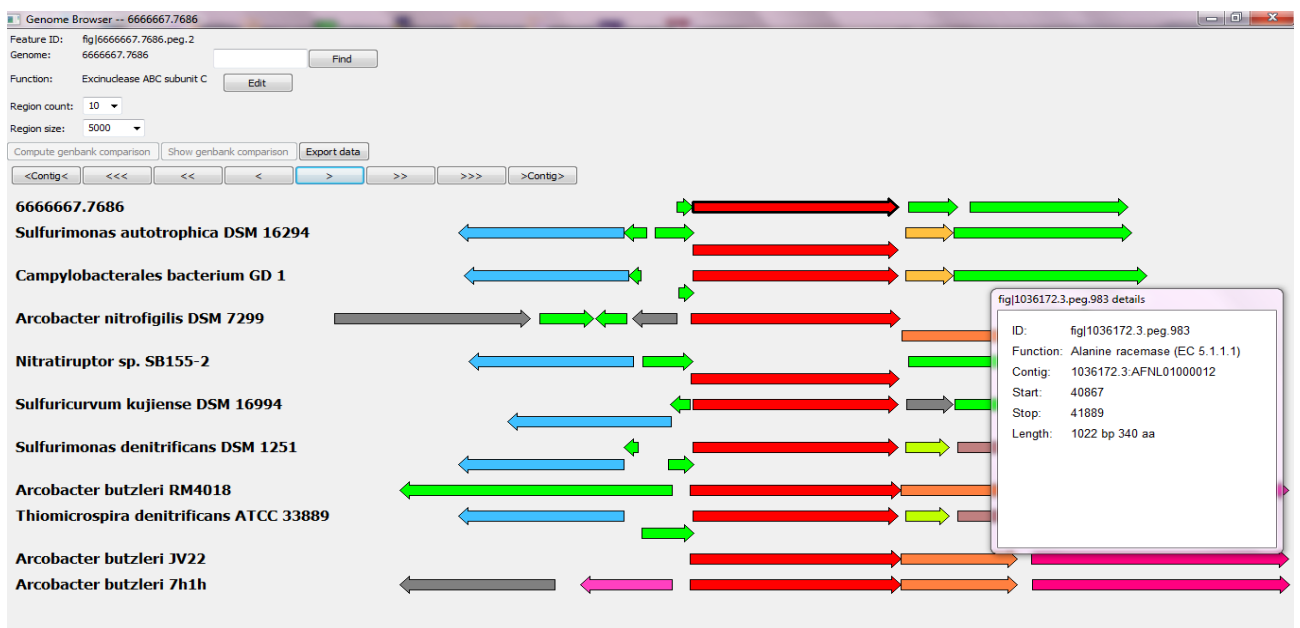 Genome Browser -- 6666667.7686
Feature ID: fig|6666667.7686.peg.2
Genome: 6666667.7686 Find
Function: Excinuclease ABC subunit C Edit
Region count: 10
Region size: 5000
Compute genbank comparison Show genbank comparison Export data
<Contig< <<< << < > >> >>> >Contig>
6666667.7686
Sulfurimonas autotrophica DSM 16294
Campylobacterales bacterium GD 1
fig|1036172.3.peg.983 details
Arcobacter nitrofigilis DSM 7299
ID: fig|1036172.3.peg.983
Function: Alanine racemase (EC 5.1.1.1)
Contig: 1036172.3:AFNL01000012
Start: 40867
Stop: 41889
Length: 1022 bp 340 aa
Nitratiruptor sp. SB155-2
Sulfuricurvum kujiense DSM 16994
Sulfurimonas denitrificans DSM 1251
Arcobacter butzleri RM4018
Thiomicrospira denitrificans ATCC 33889
Arcobacter butzleri JV22
Arcobacter butzleri 7h1h